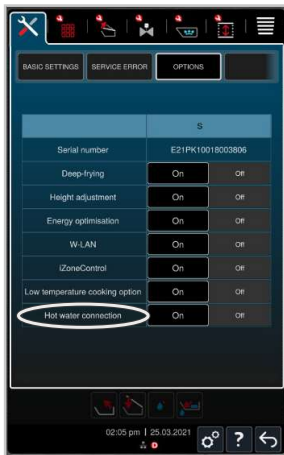 BASIC SETTINGS SERVICE ERROR OPTIONS
S
Serial number E21PK10018003806
Deep-frying On Off
Height adjustment On Off
Energy optimisation On Off
W-LAN On Off
iZoneControl On Off
Low temperature cooking option On Off
Hot water connection On Off
02:05 pm | 25.03.2021
?